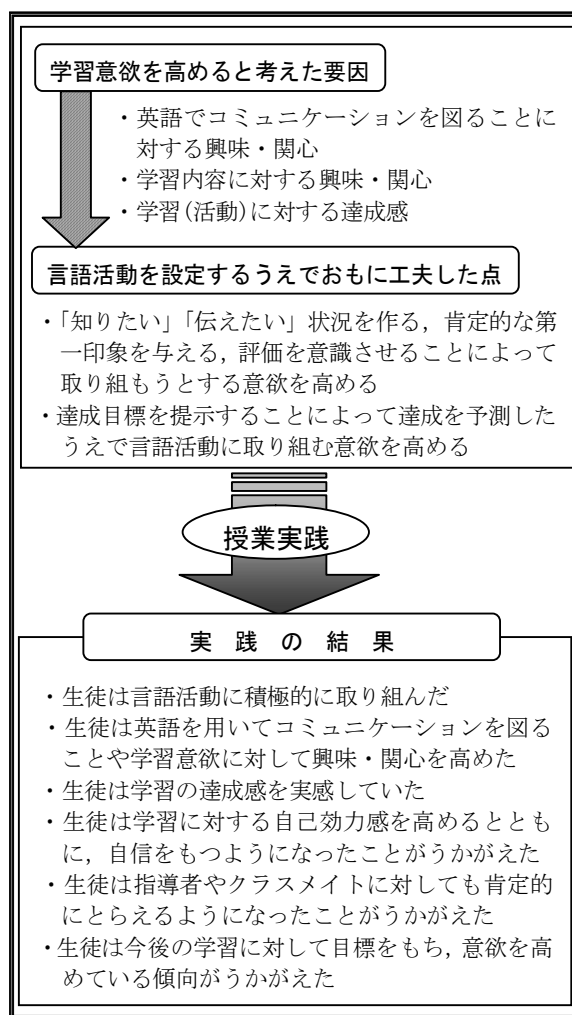 学習意欲を高めると考えた要因
・英語でコミュニケーションを図ることに
対する興味・関心
・学習内容に対する興味・関心
・学習(活動)に対する達成感
言語活動を設定するうえでおもに工夫した点
・「知りたい」「伝えたい」状況を作る，肯定的な第
一印象を与える，評価を意識させることによって
取り組もうとする意欲を高める
・達成目標を提示することによって達成を予測した
うえで言語活動に取り組む意欲を高める
授業実践
実 践 の 結 果
・生徒は言語活動に積極的に取り組んだ
・生徒は英語を用いてコミュニケーションを図る
ことや学習意欲に対して興味・関心を高めた
・生徒は学習の達成感を実感していた
・生徒は学習に対する自己効力感を高めるととも
に，自信をもつようになったことがうかがえた
・生徒は指導者やクラスメイトに対しても肯定的
にとらえるようになったことがうかがえた
・生徒は今後の学習に対して目標をもち，意欲を高
めている傾向がうかがえた